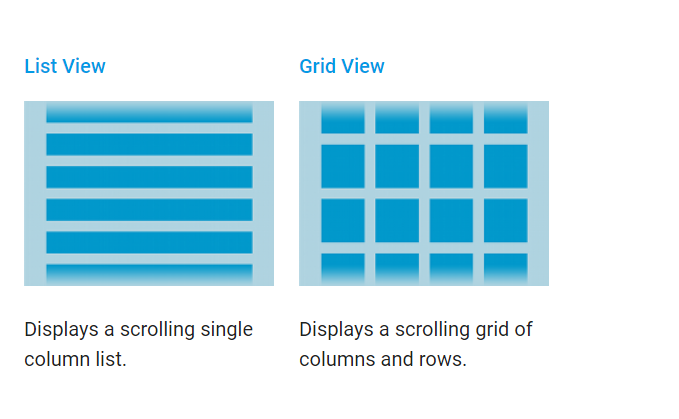 List View
Displays a scrolling single
column list.
Grid View
Displays a scrolling grid of
columns and rows.